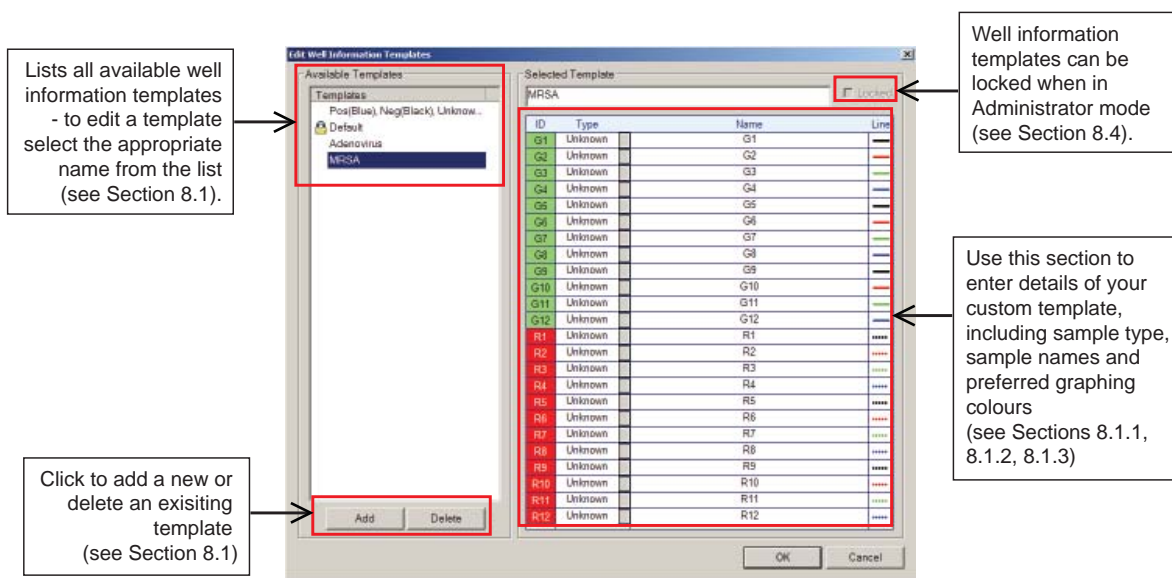 Lists all available well
information templates
- to edit a template
select the appropriate
name from the list
(see Section 8.1).
Click to add a new or
delete an exisiting
template
(see Section 8.1)
Edit Well Information Templates
Available Templates
Templates
Pos(Blue), Neg(Black), Unknow...
Default
Adenovirus
MRSA
Add Delete
Selected Template
MRSA Locked
ID Type Name Line
G1 Unknown G1
G2 Unknown G2
G3 Unknown G3
G4 Unknown G4
G5 Unknown G5
G6 Unknown G6
G7 Unknown G7
G8 Unknown G8
G9 Unknown G9
G10 Unknown G10
G11 Unknown G11
G12 Unknown G12
R1 Unknown R1
R2 Unknown R2
R3 Unknown R3
R4 Unknown R4
R5 Unknown R5
R6 Unknown R6
R7 Unknown R7
R8 Unknown R8
R9 Unknown R9
R10 Unknown R10
R11 Unknown R11
R12 Unknown R12
OK Cancel
Well information
templates can be
locked when in
Administrator mode
(see Section 8.4).
Use this section to
enter details of your
custom template,
including sample type,
sample names and
preferred graphing
colours
(see Sections 8.1.1,
8.1.2, 8.1.3)